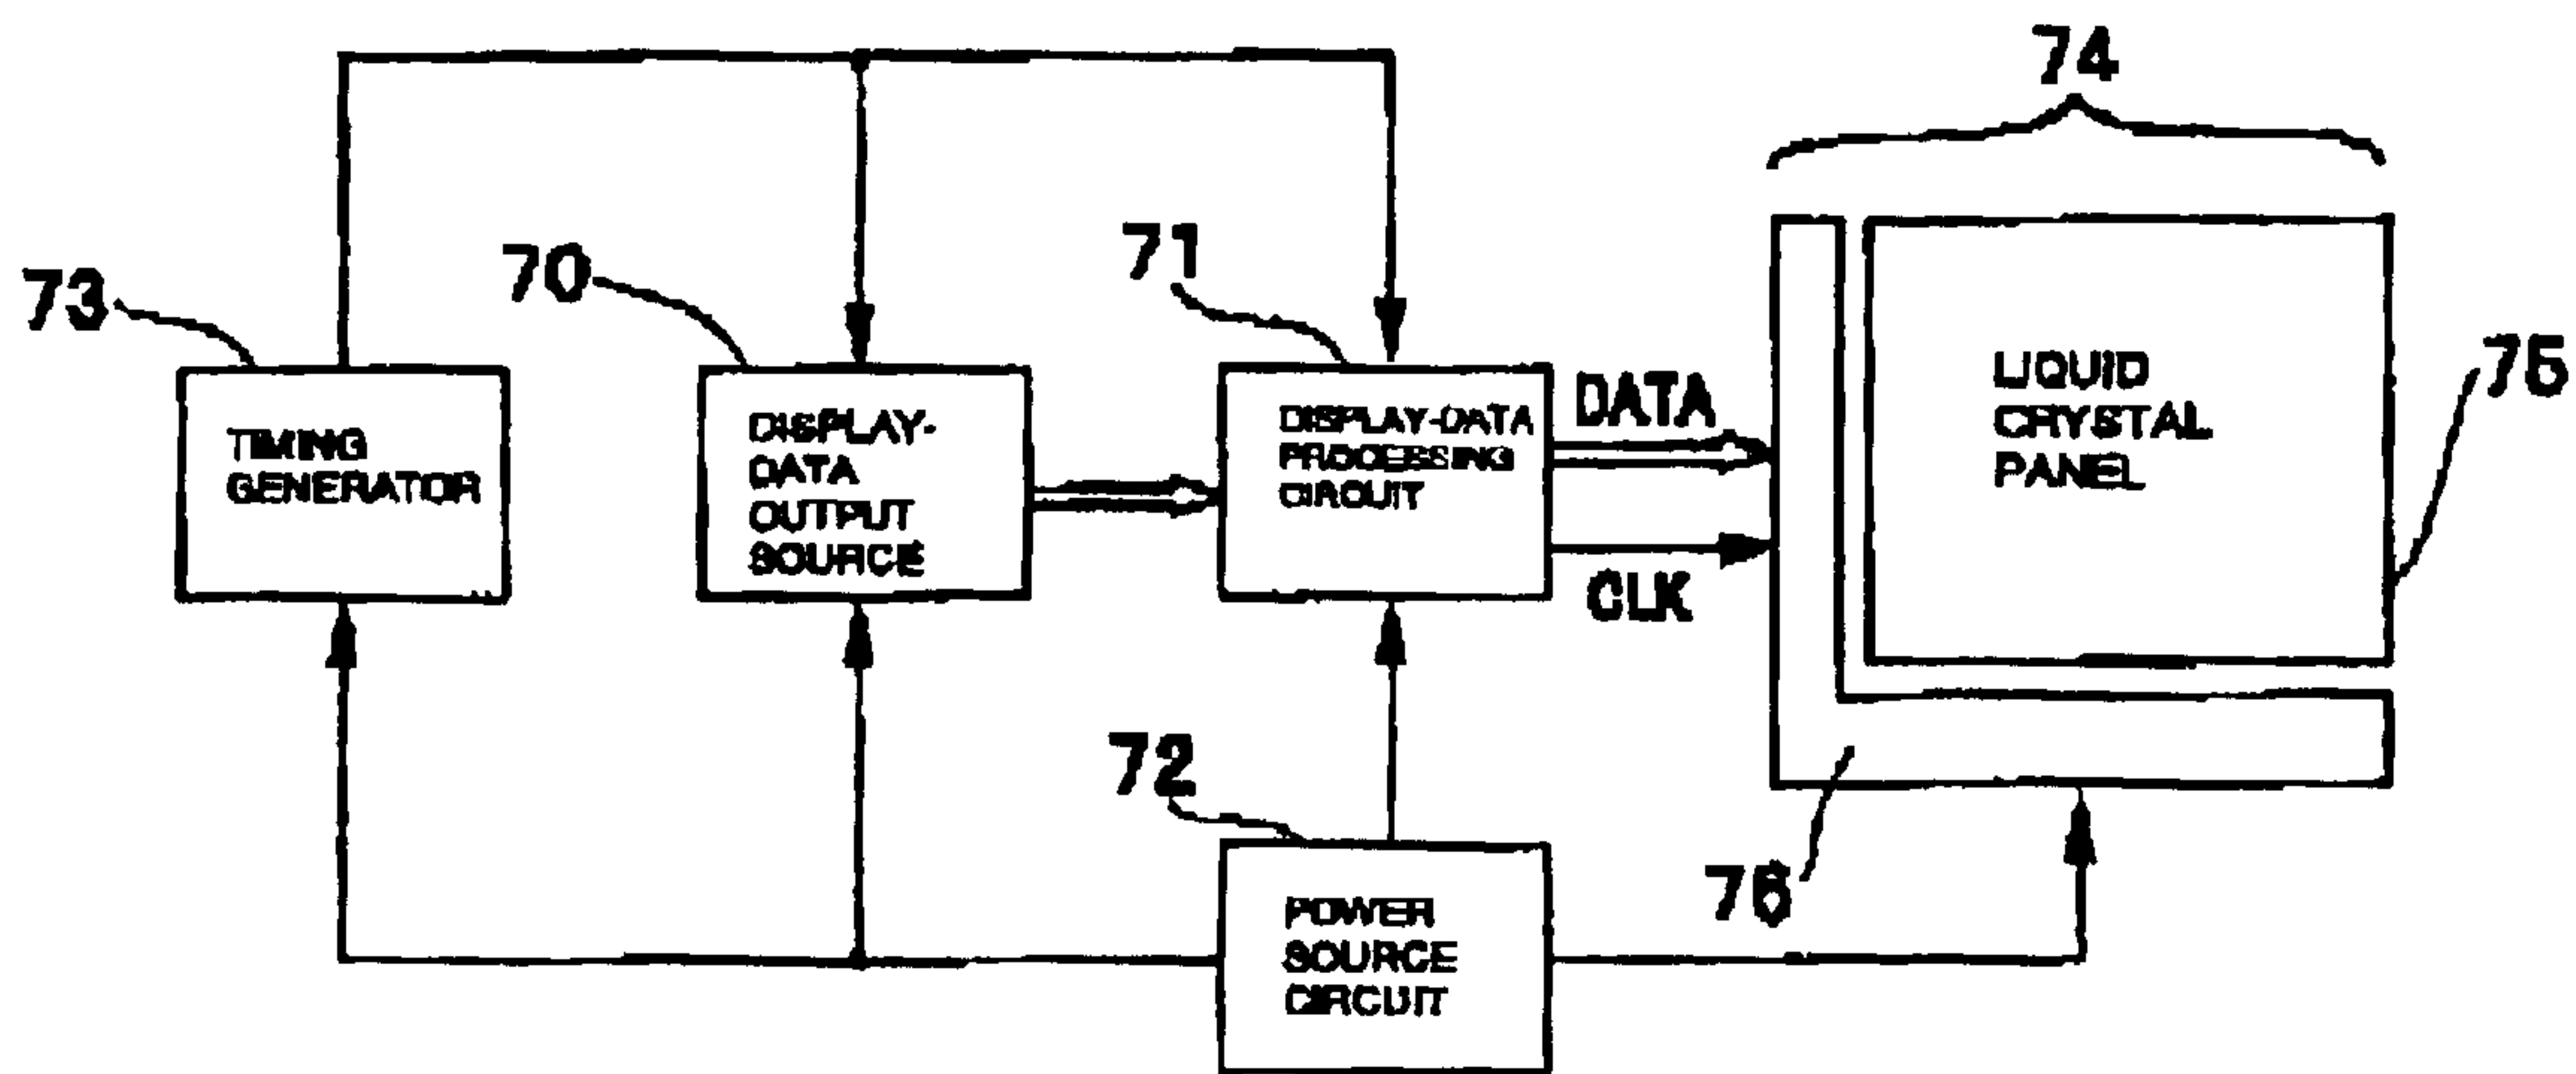 74
73
70
71
75
TIMING
GENERATOR
DISPLAY-
DATA
OUTPUT
SOURCE
DISPLAY-DATA
PROCESSING
CIRCUIT
DATA
CLK
LIQUID
CRYSTAL
PANEL
72
76
POWER
SOURCE
CIRCUIT